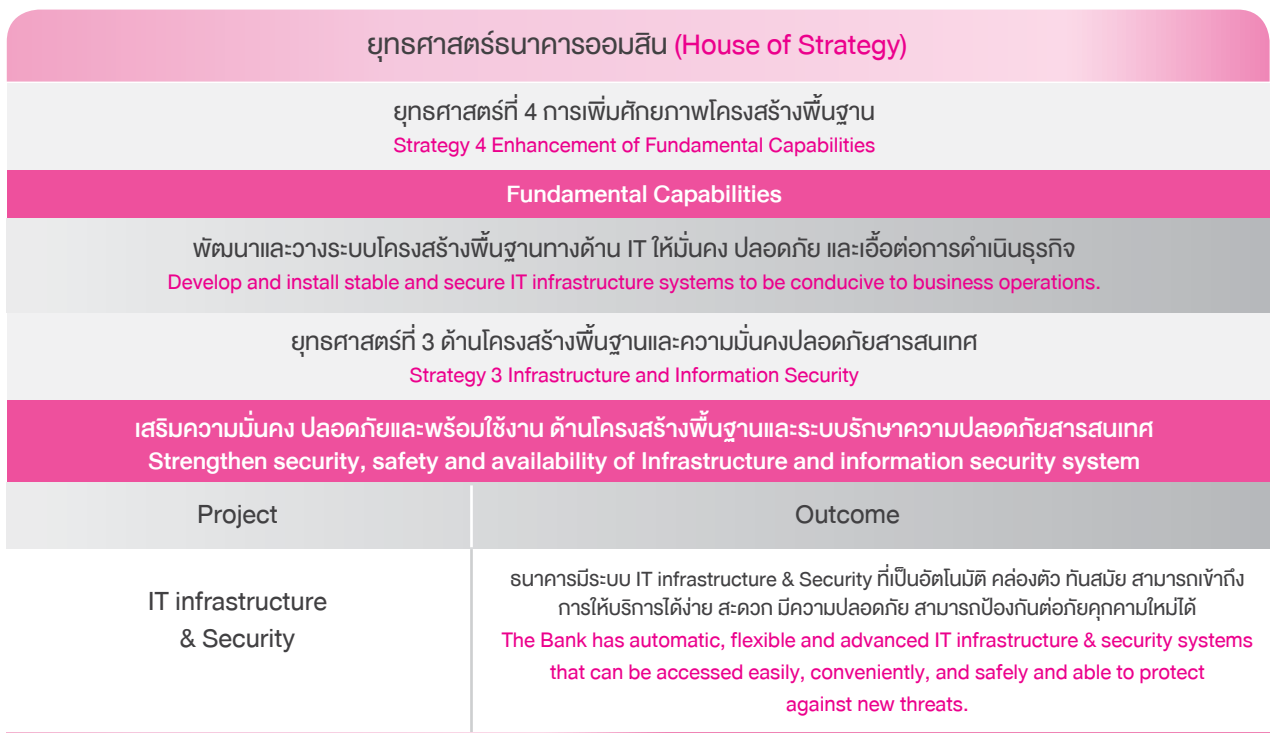 ยุทธศาสตร์ธนาคารออมสิน (House of Strategy)
ยุทธศาสตร์ที่ 4 การเพิ่มศักยภาพโครงสร้างพื้นฐาน
Strategy 4 Enhancement of Fundamental Capabilities
Fundamental Capabilities
พัฒนาและวางระบบโครงสร้างพื้นฐานทางด้าน IT ให้มั่นคง ปลอดภัย และเอื้อต่อการดำเนินธุรกิจ
Develop and install stable and secure IT infrastructure systems to be conducive to business operations.
ยุทธศาสตร์ที่ 3 ด้านโครงสร้างพื้นฐานและความมั่นคงปลอดภัยสารสนเทศ
Strategy 3 Infrastructure and Information Security
เสริมความมั่นคง ปลอดภัยและพร้อมใช้งาน ด้านโครงสร้างพื้นฐานและระบบรักษาความปลอดภัยสารสนเทศ
Strengthen security, safety and availability of Infrastructure and information security system
Project
Outcome
IT infrastructure
& Security
ธนาคารมีระบบ IT infrastructure & Security ที่เป็นอัตโนมัติ คล่องตัว ทันสมัย สามารถเข้าถึง
การให้บริการได้ง่าย สะดวก มีความปลอดภัย สามารถป้องกันต่อภัยคุกคามใหม่ได้
The Bank has automatic, flexible and advanced IT infrastructure & security systems
that can be accessed easily, conveniently, and safely and able to protect
against new threats.